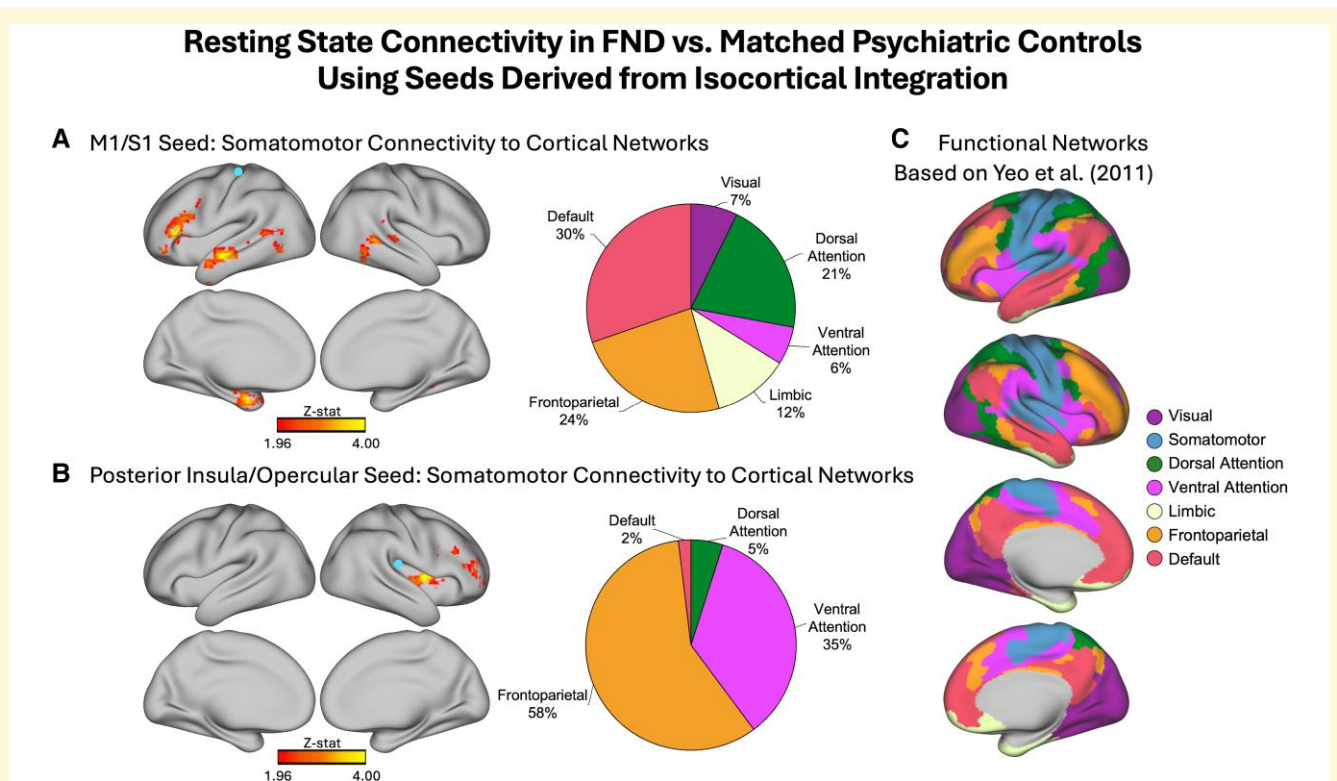 Resting State Connectivity in FND vs. Matched Psychiatric Controls
Using Seeds Derived from Isocortical Integration
A M1/S1 Seed: Somatomotor Connectivity to Cortical Networks
Z-stat
1.96 4.00
Visual
7%
Dorsal
Attention
21%
Ventral
Attention
6%
Limbic
12%
Frontoparietal
24%
Default
30%
B Posterior Insula/Opercular Seed: Somatomotor Connectivity to Cortical Networks
Z-stat
1.96 4.00
Default
2%
Dorsal
Attention
5%
Ventral
Attention
35%
Frontoparietal
58%
C Functional Networks
Based on Yeo et al. (2011)
Visual
Somatomotor
Dorsal Attention
Ventral Attention
Limbic
Frontoparietal
Default